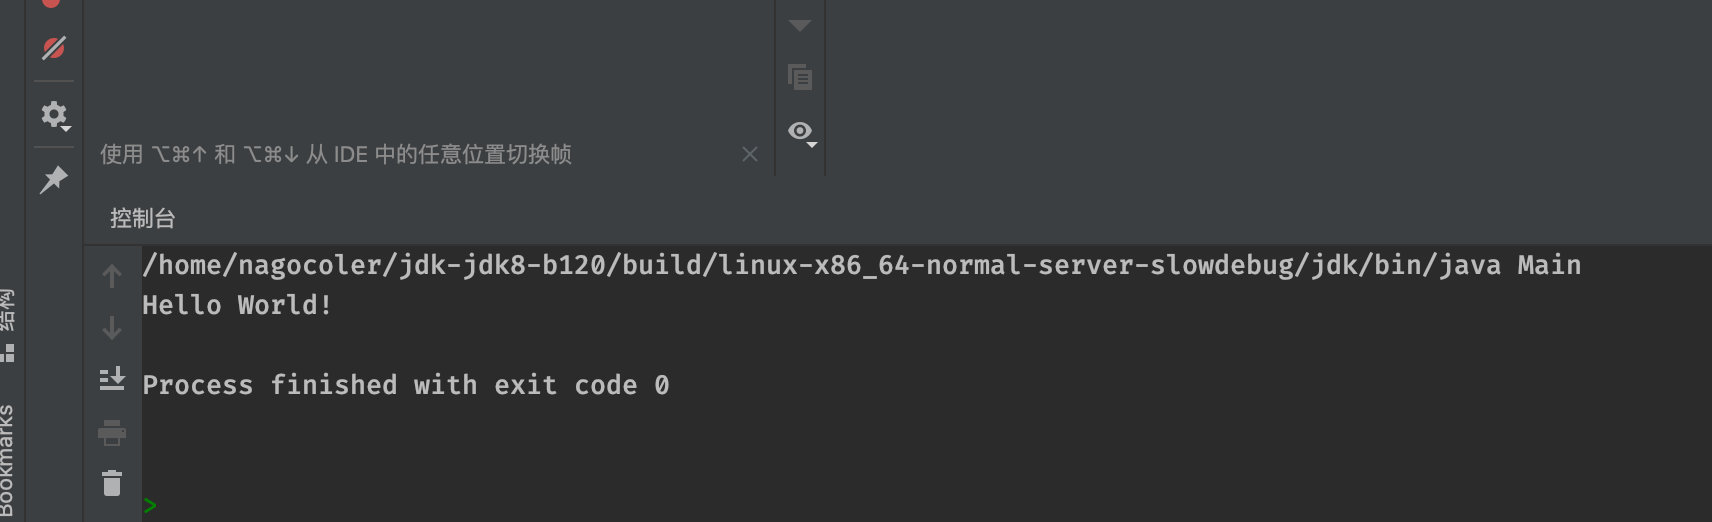 使用 ⌥⌘↑ 和 ⌥⌘↓ 从 IDE 中的任意位置切换帧
控制台
/home/nagocoler/jdk-jdk8-b120/build/linux-x86_64-normal-server-slowdebug/jdk/bin/java Main
Hello World!
Process finished with exit code 0
>
结构
Bookmarks